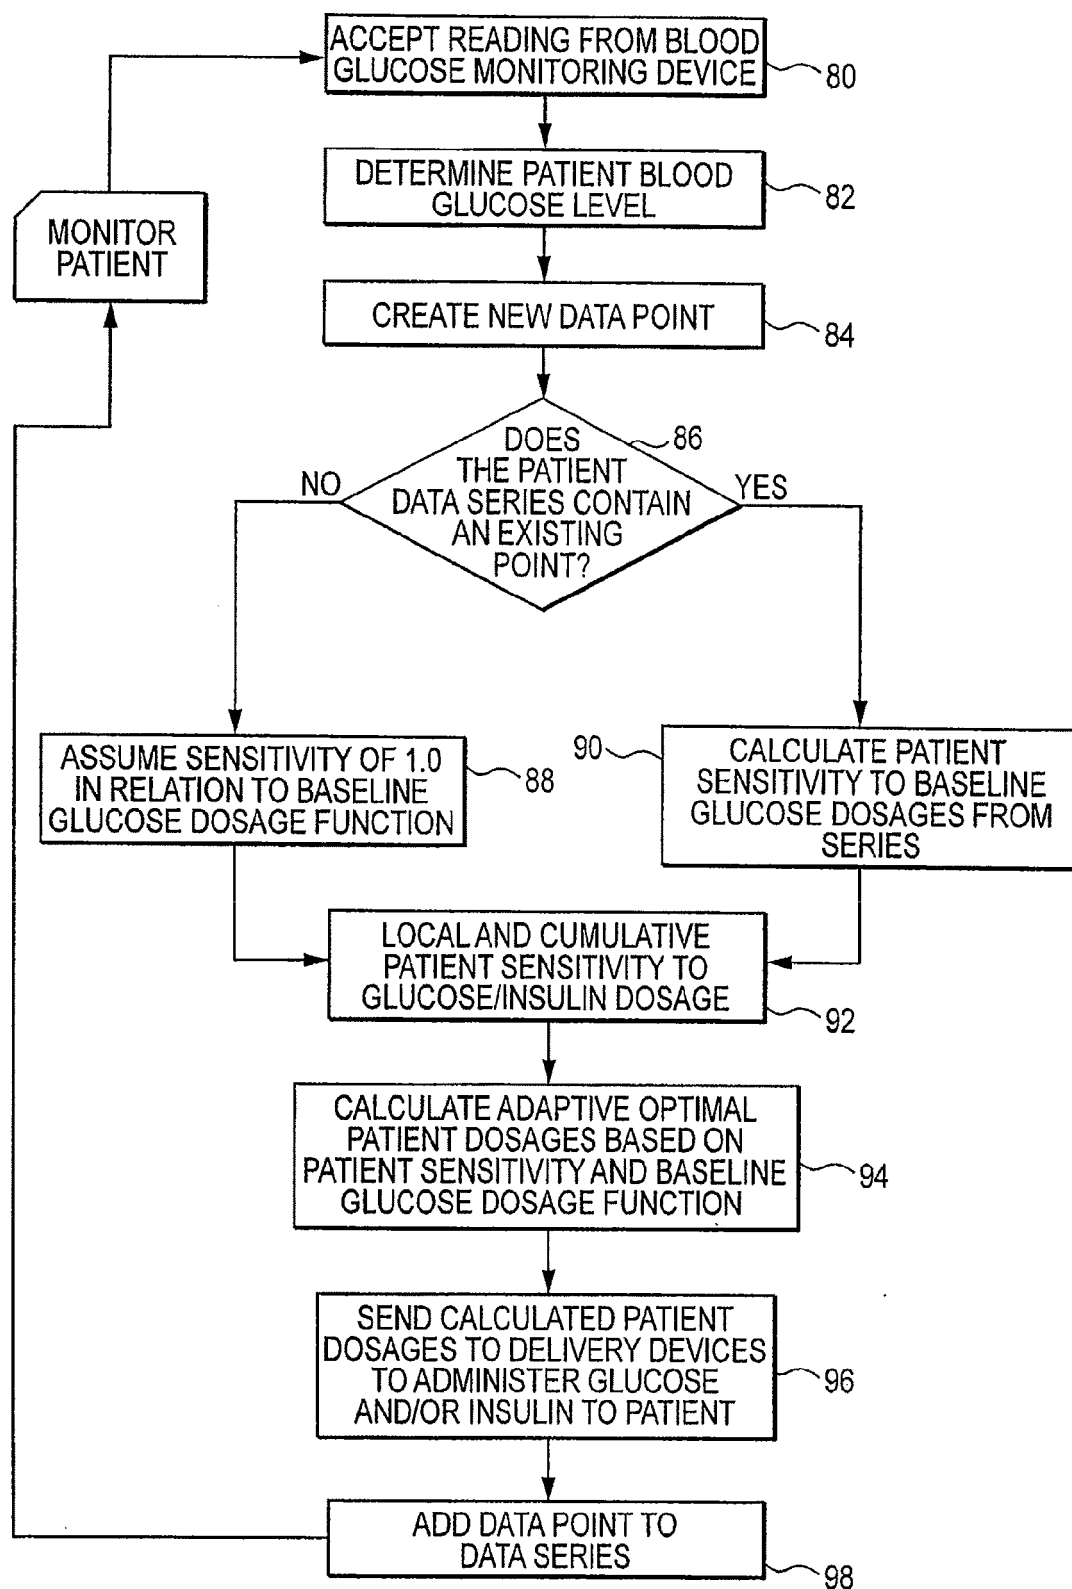 ACCEPT READING FROM BLOOD
GLUCOSE MONITORING DEVICE
80
DETERMINE PATIENT BLOOD
GLUCOSE LEVEL
82
MONITOR
PATIENT
CREATE NEW DATA POINT
84
86
DOES
THE PATIENT
DATA SERIES CONTAIN
AN EXISTING
POINT?
NO
YES
ASSUME SENSITIVITY OF 1.0
IN RELATION TO BASELINE
GLUCOSE DOSAGE FUNCTION
88
90
CALCULATE PATIENT
SENSITIVITY TO BASELINE
GLUCOSE DOSAGES FROM
SERIES
LOCAL AND CUMULATIVE
PATIENT SENSITIVITY TO
GLUCOSE/INSULIN DOSAGE
92
CALCULATE ADAPTIVE OPTIMAL
PATIENT DOSAGES BASED ON
PATIENT SENSITIVITY AND BASELINE
GLUCOSE DOSAGE FUNCTION
94
SEND CALCULATED PATIENT
DOSAGES TO DELIVERY DEVICES
TO ADMINISTER GLUCOSE
AND/OR INSULIN TO PATIENT
96
ADD DATA POINT TO
DATA SERIES
98